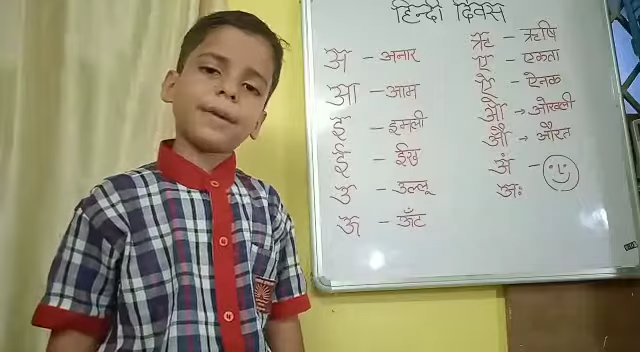 हिन्दी दिवस
अ - अनार
आ - आम
इ - इमली
ई - ईख
उ - उल्लू
ऊ - ऊँट
ऋ - ऋषि
ए - एकता
ऐ - ऐनक
ओ → ओखली
औ → औरत
अं -
अः